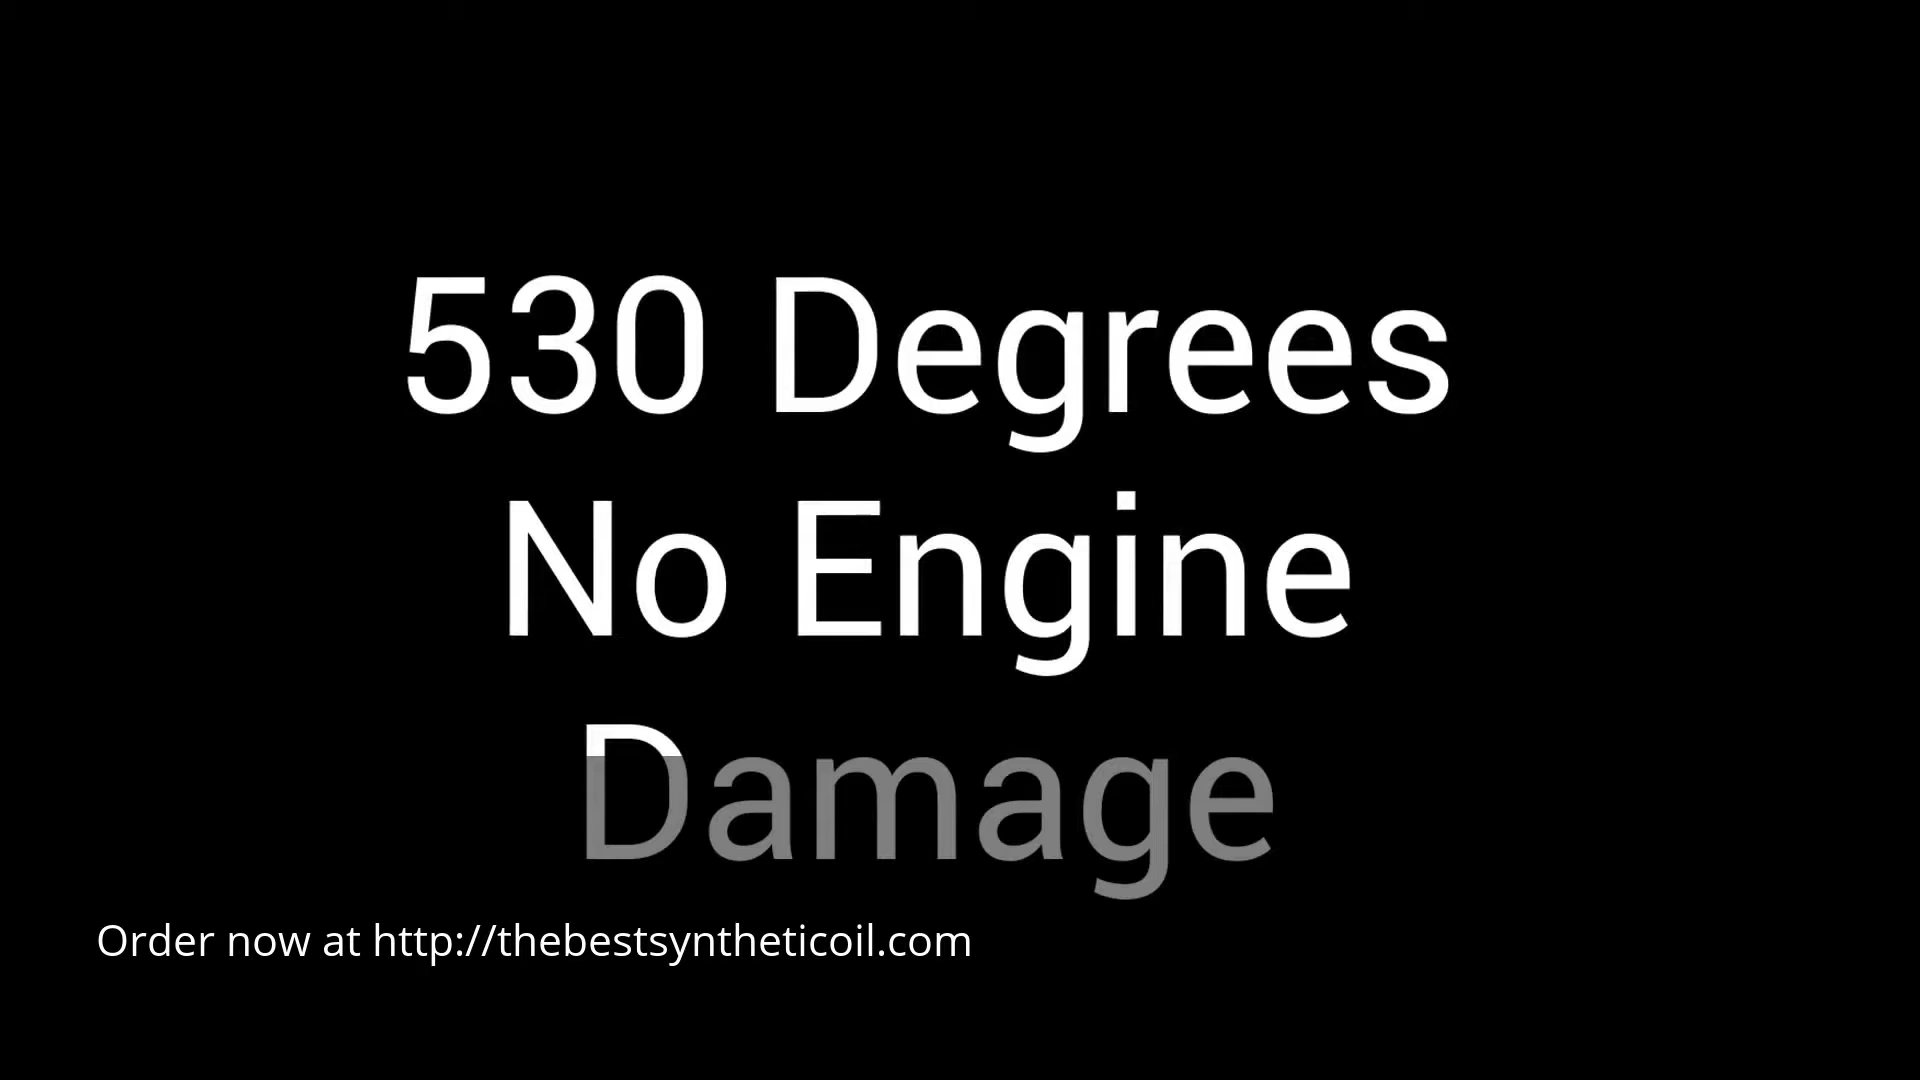 530 Degrees
No Engine
Damage
Order now at http://thebestsyntheticoil.com